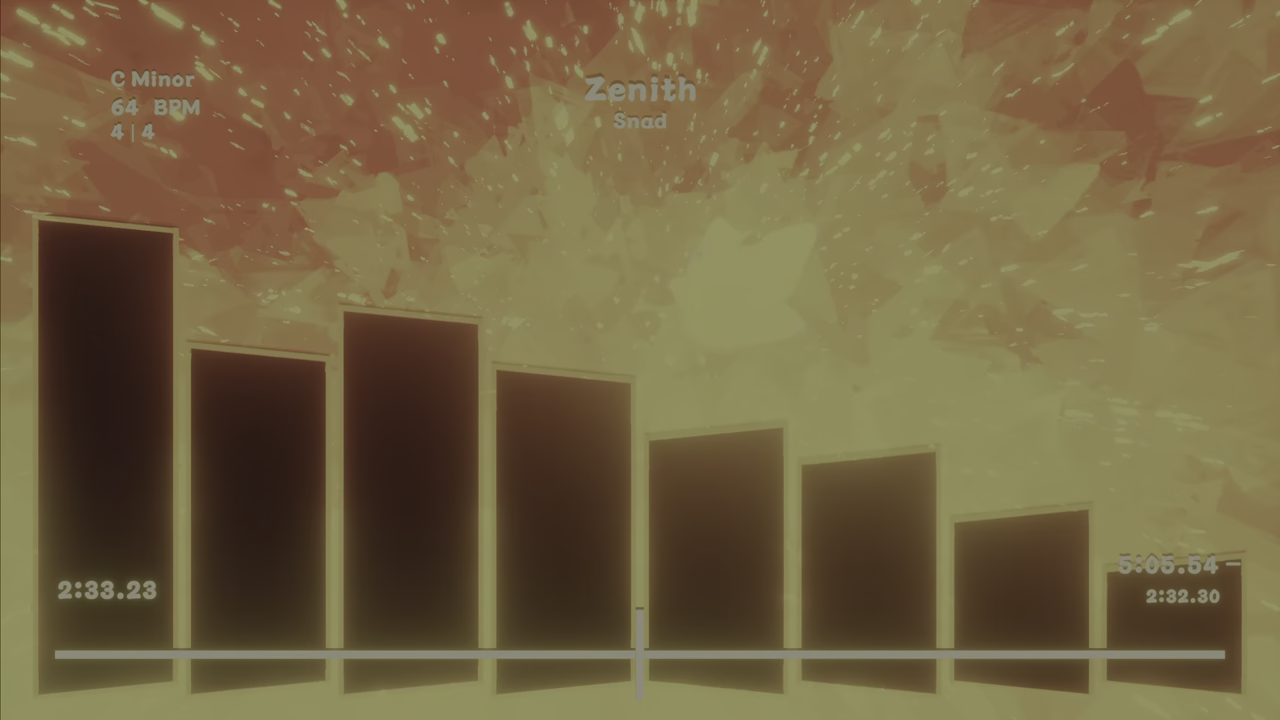 C Minor
64 BPM
4 | 4
Zenith
Snad
2:33.23
5:05.54 -
2:32.30